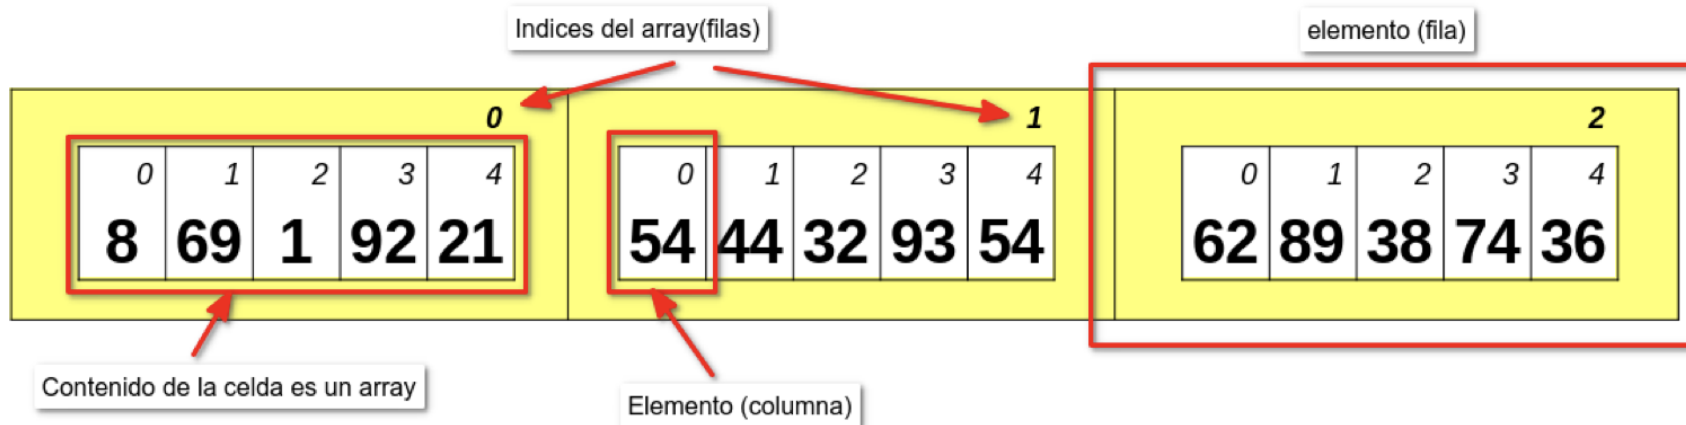 Indices del array(filas)
elemento (fila)
0 1 2
0 1 2 3 4 0 1 2 3 4 0 1 2 3 4
8 69 1 92 21 54 44 32 93 54 62 89 38 74 36
Contenido de la celda es un array
Elemento (columna)